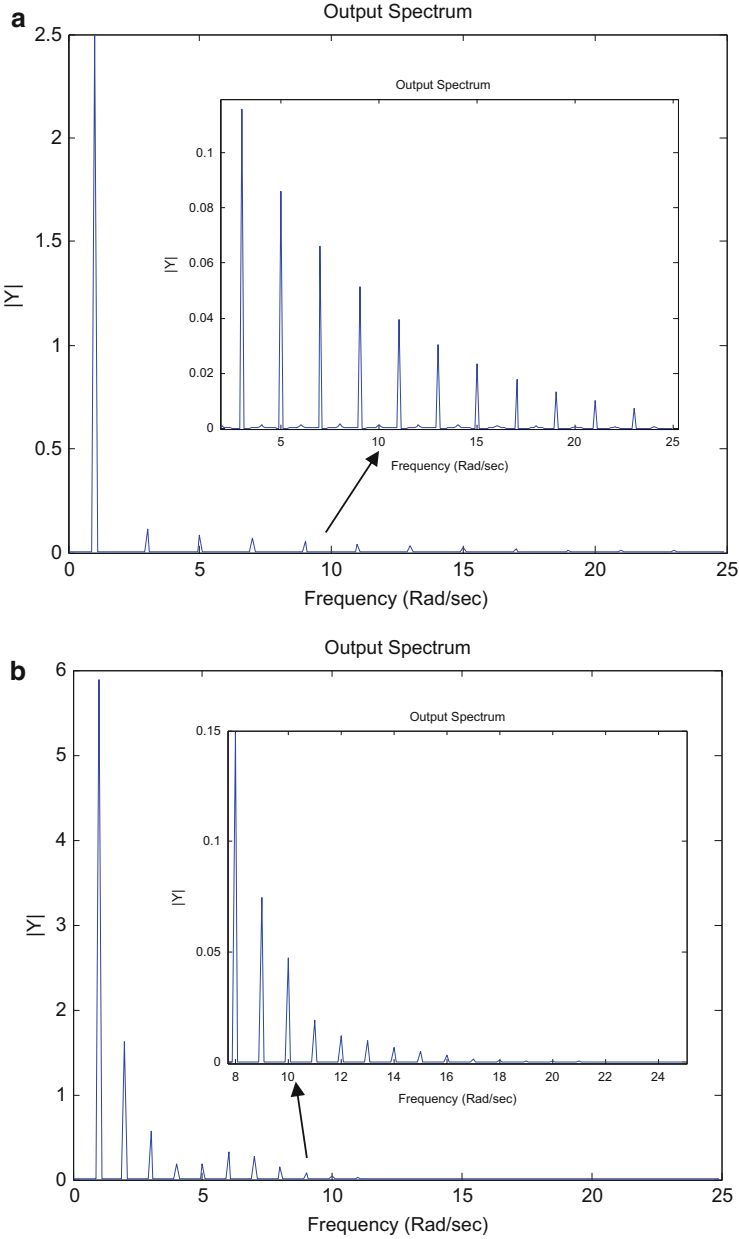 a
Output Spectrum
2.5
2
1.5
1
0.5
0
|Y|
0 5 10 15 20 25
Frequency (Rad/sec)
Output Spectrum
0.1
0.08
0.06
0.04
0.02
0
|Y|
5 10 15 20 25
Frequency (Rad/sec)
b
Output Spectrum
6
5
4
3
2
1
0
|Y|
0 5 10 15 20 25
Frequency (Rad/sec)
Output Spectrum
0.15
0.1
0.05
0
|Y|
8 10 12 14 16 18 20 22 24
Frequency (Rad/sec)